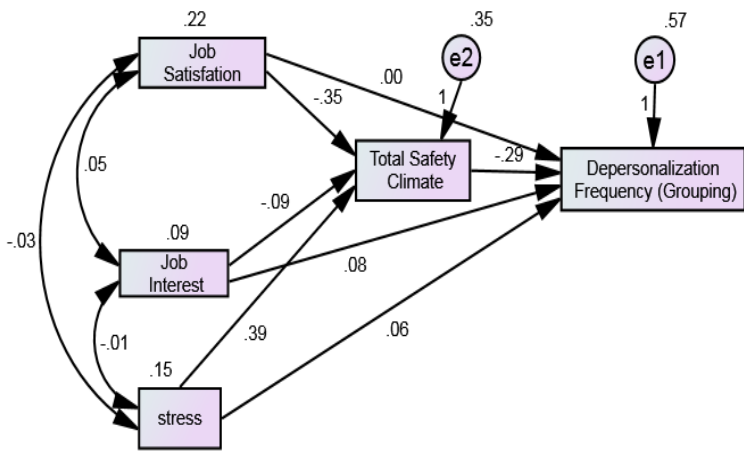 .22
.35
.57
Job
Satisfation
e2
e1
.00
1
1
-.35
Total Safety
Climate
-.29
Depersonalization
Frequency (Grouping)
.05
-.09
-.03
.09
Job
Interest
.08
-.01
.39
.06
.15
stress